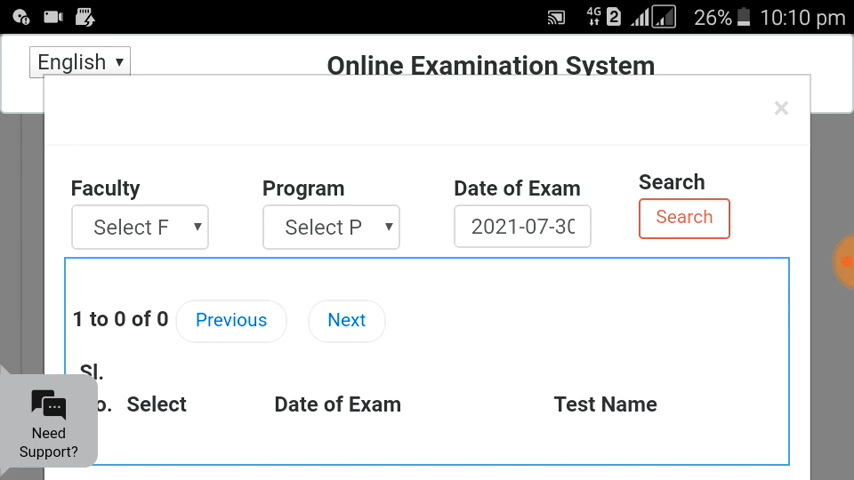 4G 2 26% 10:10 pm
English
Online Examination System
×
Faculty Program Date of Exam Search
Select F Select P 2021-07-30 Search
1 to 0 of 0 Previous Next
Sl.
o. Select Date of Exam Test Name
Need
Support?